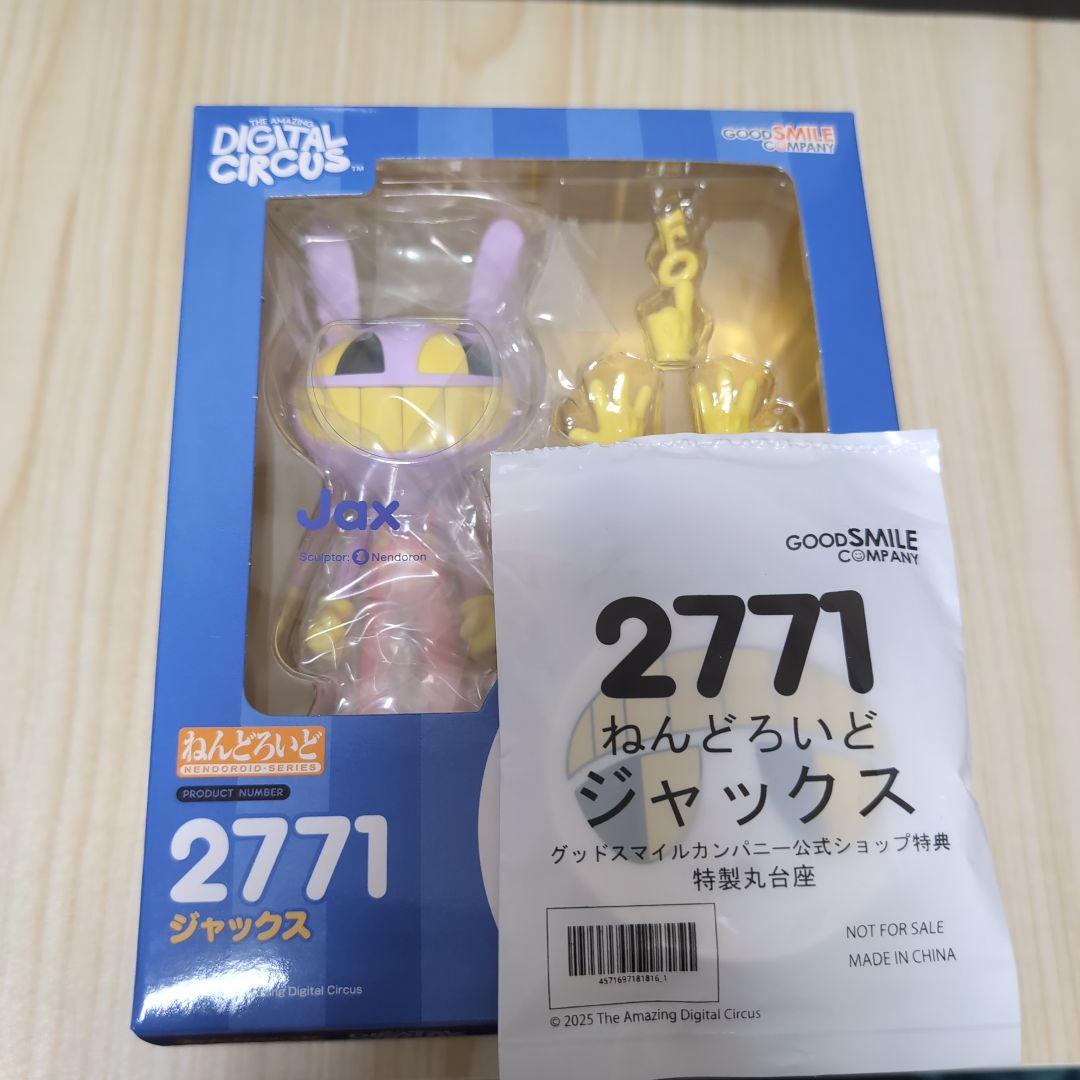 THE AMAZING
DIGITAL
CIRCUS™
GOOD SMILE
COMPANY
Jax
Sculptor: Nendoron
ねんどろいど
NENDOROID-SERIES
PRODUCT NUMBER
2771
ジャックス
Digital Circus
GOOD SMILE
COMPANY
2771
ねんどろいど
ジャックス
グッドスマイルカンパニー公式ショップ特典
特製丸台座
4571697181816_1
NOT FOR SALE
MADE IN CHINA
© 2025 The Amazing Digital Circus